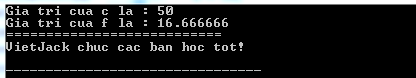 Gia tri cua c la : 50
Gia tri cua f la : 16.666666
===========================
VietJack chuc cac ban hoc tot!
--------------------------------